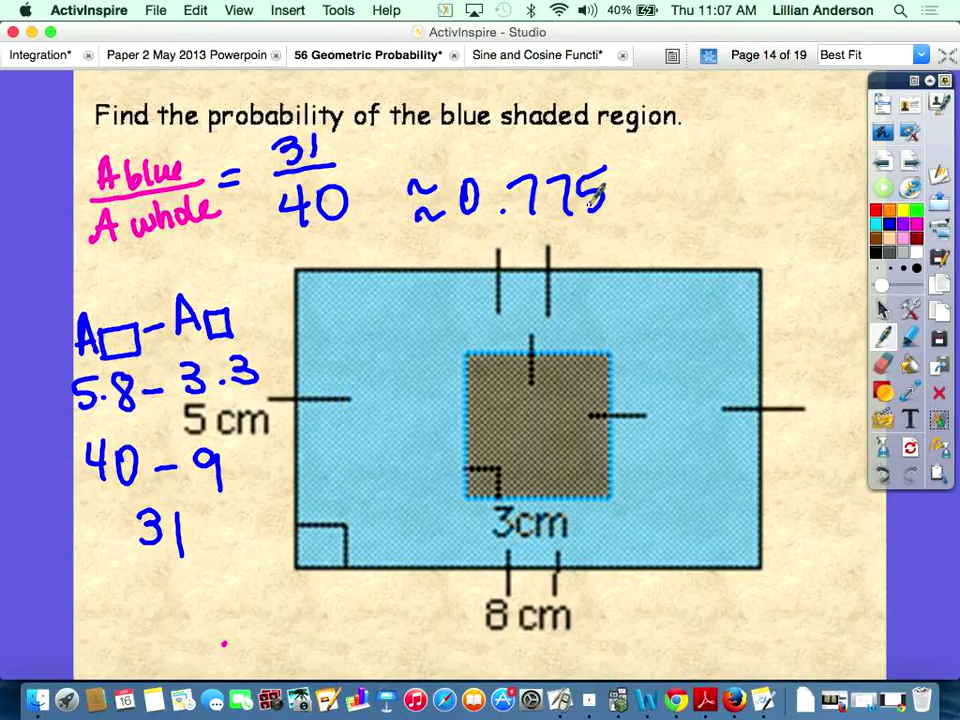 ActivInspire File Edit View Insert Tools Help 40% Thu 11:07 AM Lillian Anderson
ActivInspire - Studio
Integration* Paper 2 May 2013 Powerpoin 56 Geometric Probability* Sine and Cosine Functi* Page 14 of 19 Best Fit
Find the probability of the blue shaded region.
A blue / A whole = 31/40 ≈ 0.775
A▭ - A□
5.8 - 3.3
40 - 9
31
5 cm
3cm
8 cm